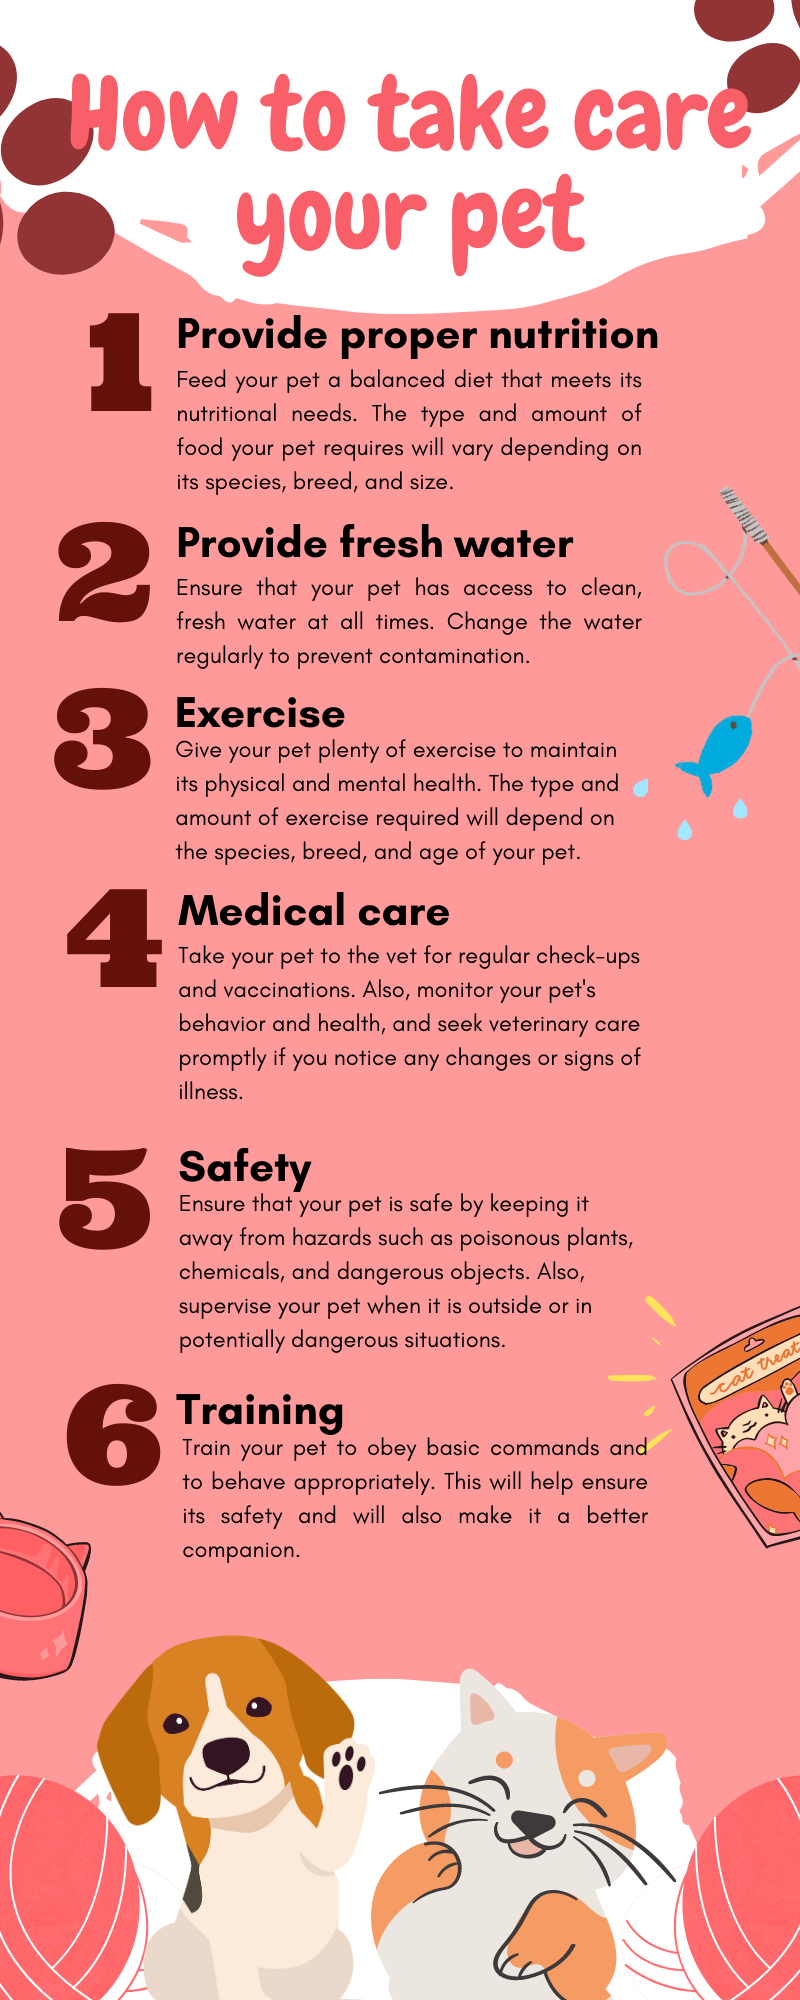 How to take care
your pet
1
Provide proper nutrition
Feed your pet a balanced diet that meets its
nutritional needs. The type and amount of
food your pet requires will vary depending on
its species, breed, and size.
2
Provide fresh water
Ensure that your pet has access to clean,
fresh water at all times. Change the water
regularly to prevent contamination.
3
Exercise
Give your pet plenty of exercise to maintain
its physical and mental health. The type and
amount of exercise required will depend on
the species, breed, and age of your pet.
4
Medical care
Take your pet to the vet for regular check-ups
and vaccinations. Also, monitor your pet's
behavior and health, and seek veterinary care
promptly if you notice any changes or signs of
illness.
5
Safety
Ensure that your pet is safe by keeping it
away from hazards such as poisonous plants,
chemicals, and dangerous objects. Also,
supervise your pet when it is outside or in
potentially dangerous situations.
cat treat
6
Training
Train your pet to obey basic commands and
to behave appropriately. This will help ensure
its safety and will also make it a better
companion.